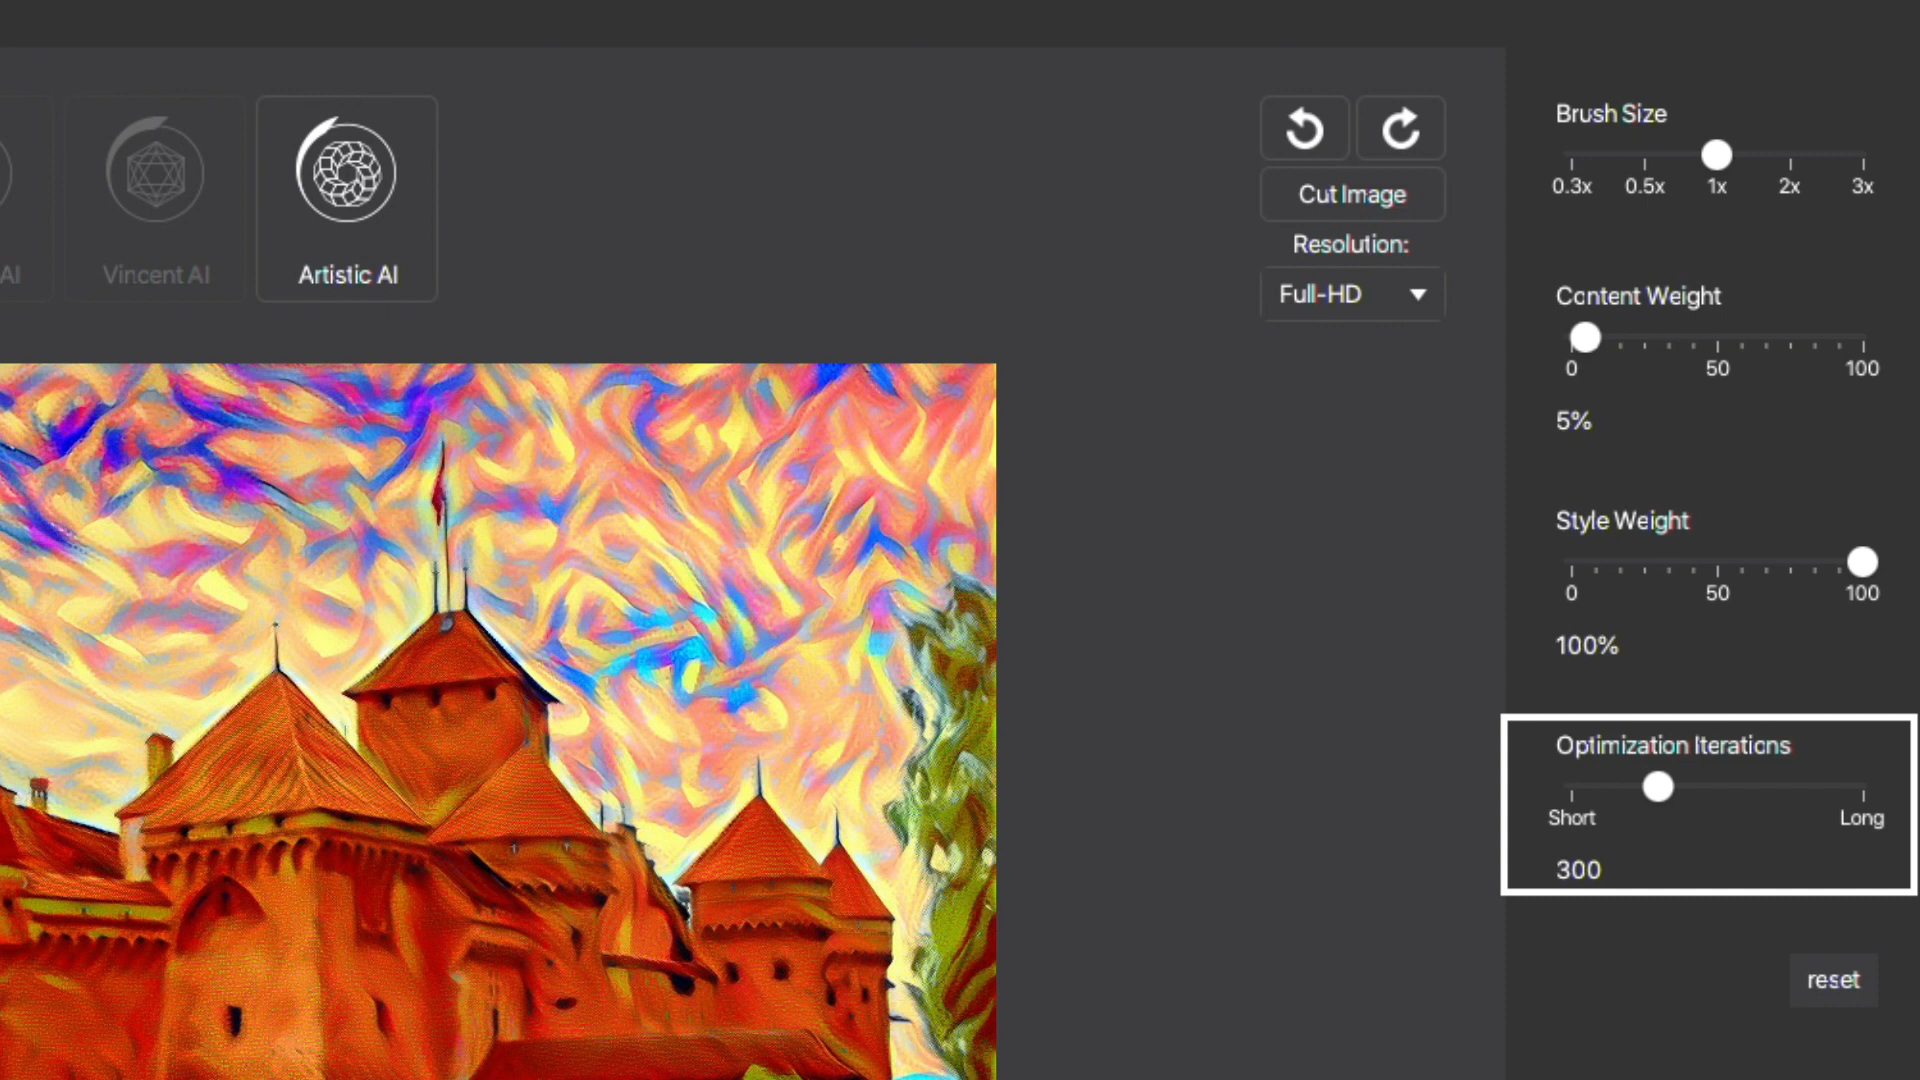 AI
Vincent AI
Artistic AI
Cut Image
Resolution:
Full-HD
Brush Size
0.3x 0.5x 1x 2x 3x
Content Weight
0 50 100
5%
Style Weight
0 50 100
100%
Optimization Iterations
Short Long
300
reset